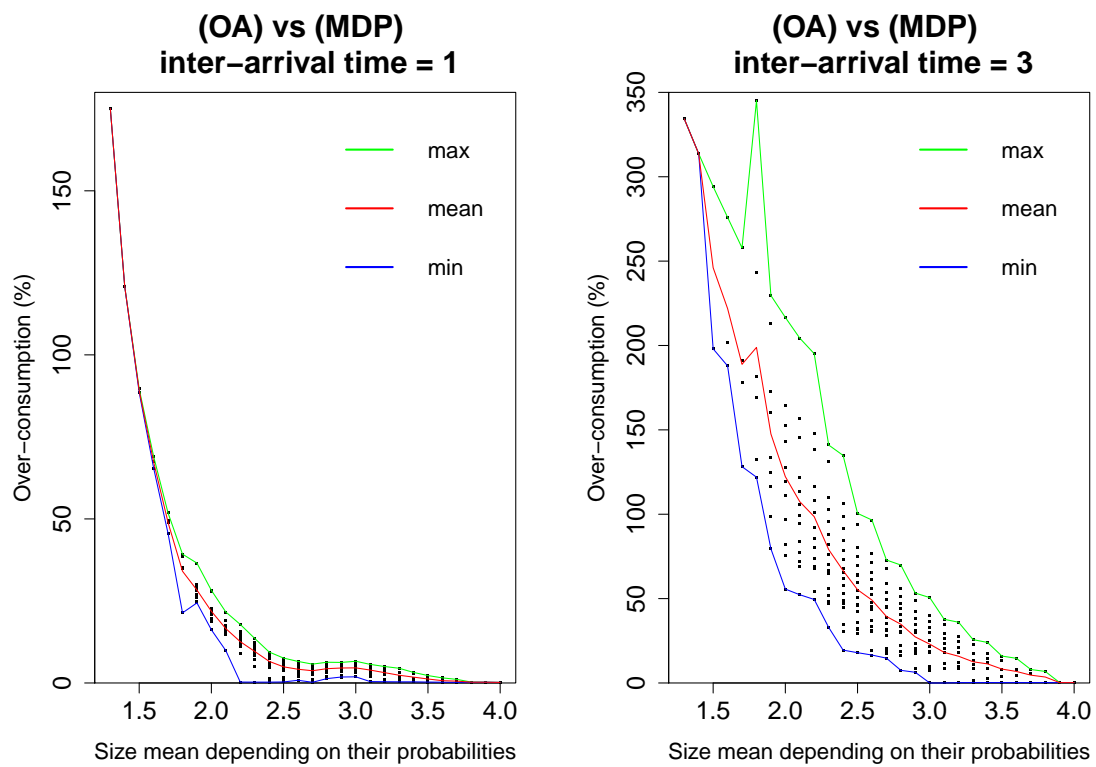 (OA) vs (MDP)
inter−arrival time = 1
max
mean
min
Over−consumption (%)
150
100
50
0
1.5 2.0 2.5 3.0 3.5 4.0
Size mean depending on their probabilities
(OA) vs (MDP)
inter−arrival time = 3
max
mean
min
Over−consumption (%)
350
300
250
200
150
100
50
0
1.5 2.0 2.5 3.0 3.5 4.0
Size mean depending on their probabilities